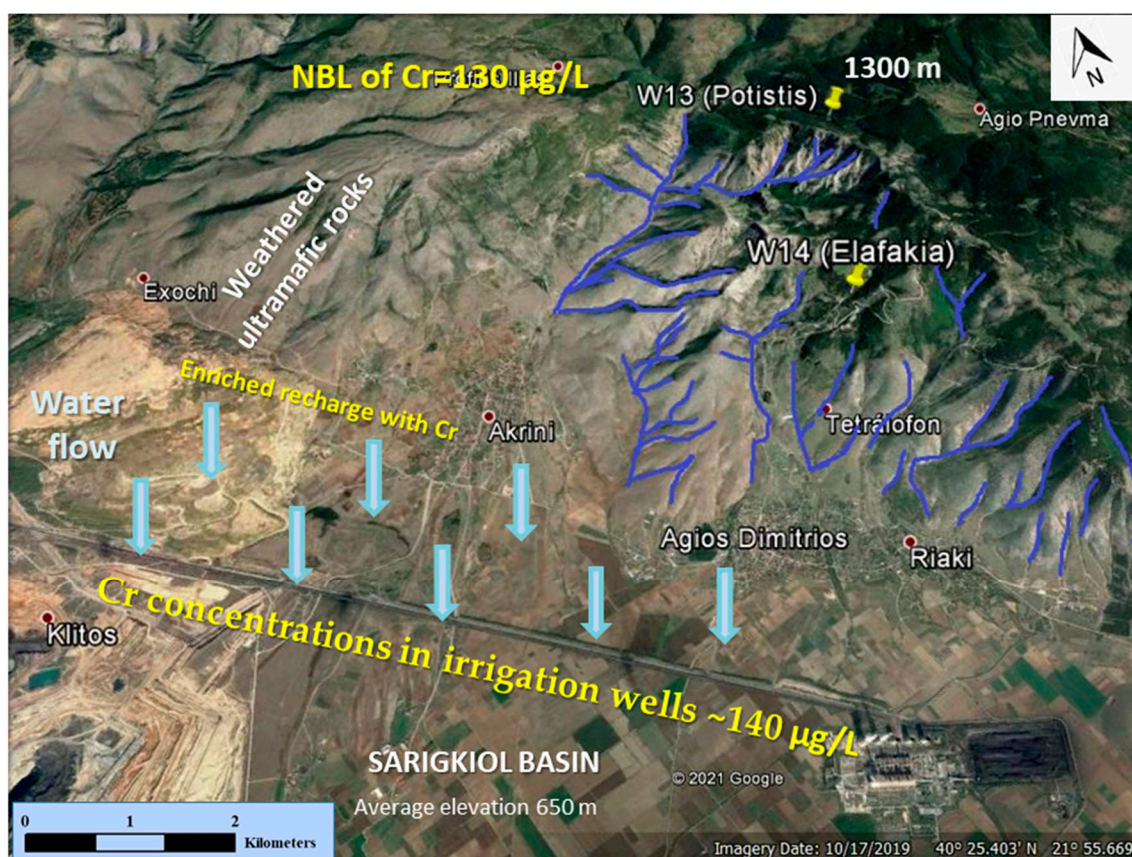 NBL of Cr=130 µg/L
1300 m
W13 (Potistis)
Agio Pnevma
N
Weathered
ultramafic rocks
W14 (Elafakia)
Exochi
Enriched recharge with Cr
Water
flow
Akrini
Tetralofon
Agios Dimitrios
Riaki
Cr concentrations in irrigation wells ~140 µg/L
Klitos
SARIGKIOL BASIN
© 2021 Google
Average elevation 650 m
0 1 2
Kilometers
Imagery Date: 10/17/2019 40° 25.403' N 21° 55.669